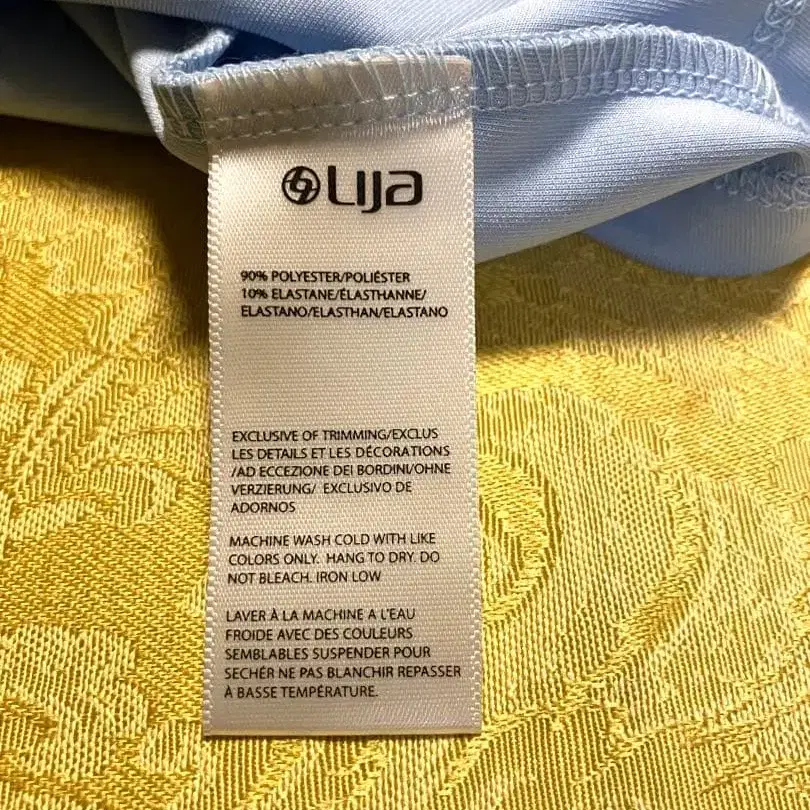 Lija
90% POLYESTER/POLIÉSTER
10% ELASTANE/ÉLASTHANNE/
ELASTANO/ELASTHAN/ELASTANO
EXCLUSIVE OF TRIMMING/EXCLUS
LES DETAILS ET LES DÉCORATIONS
/AD ECCEZIONE DEI BORDINI/OHNE
VERZIERUNG/ EXCLUSIVO DE
ADORNOS
MACHINE WASH COLD WITH LIKE
COLORS ONLY. HANG TO DRY. DO
NOT BLEACH. IRON LOW
LAVER À LA MACHINE A L'EAU
FROIDE AVEC DES COULEURS
SEMBLABLES SUSPENDER POUR
SECHÉR NE PAS BLANCHIR REPASSER
À BASSE TEMPÉRATURE.